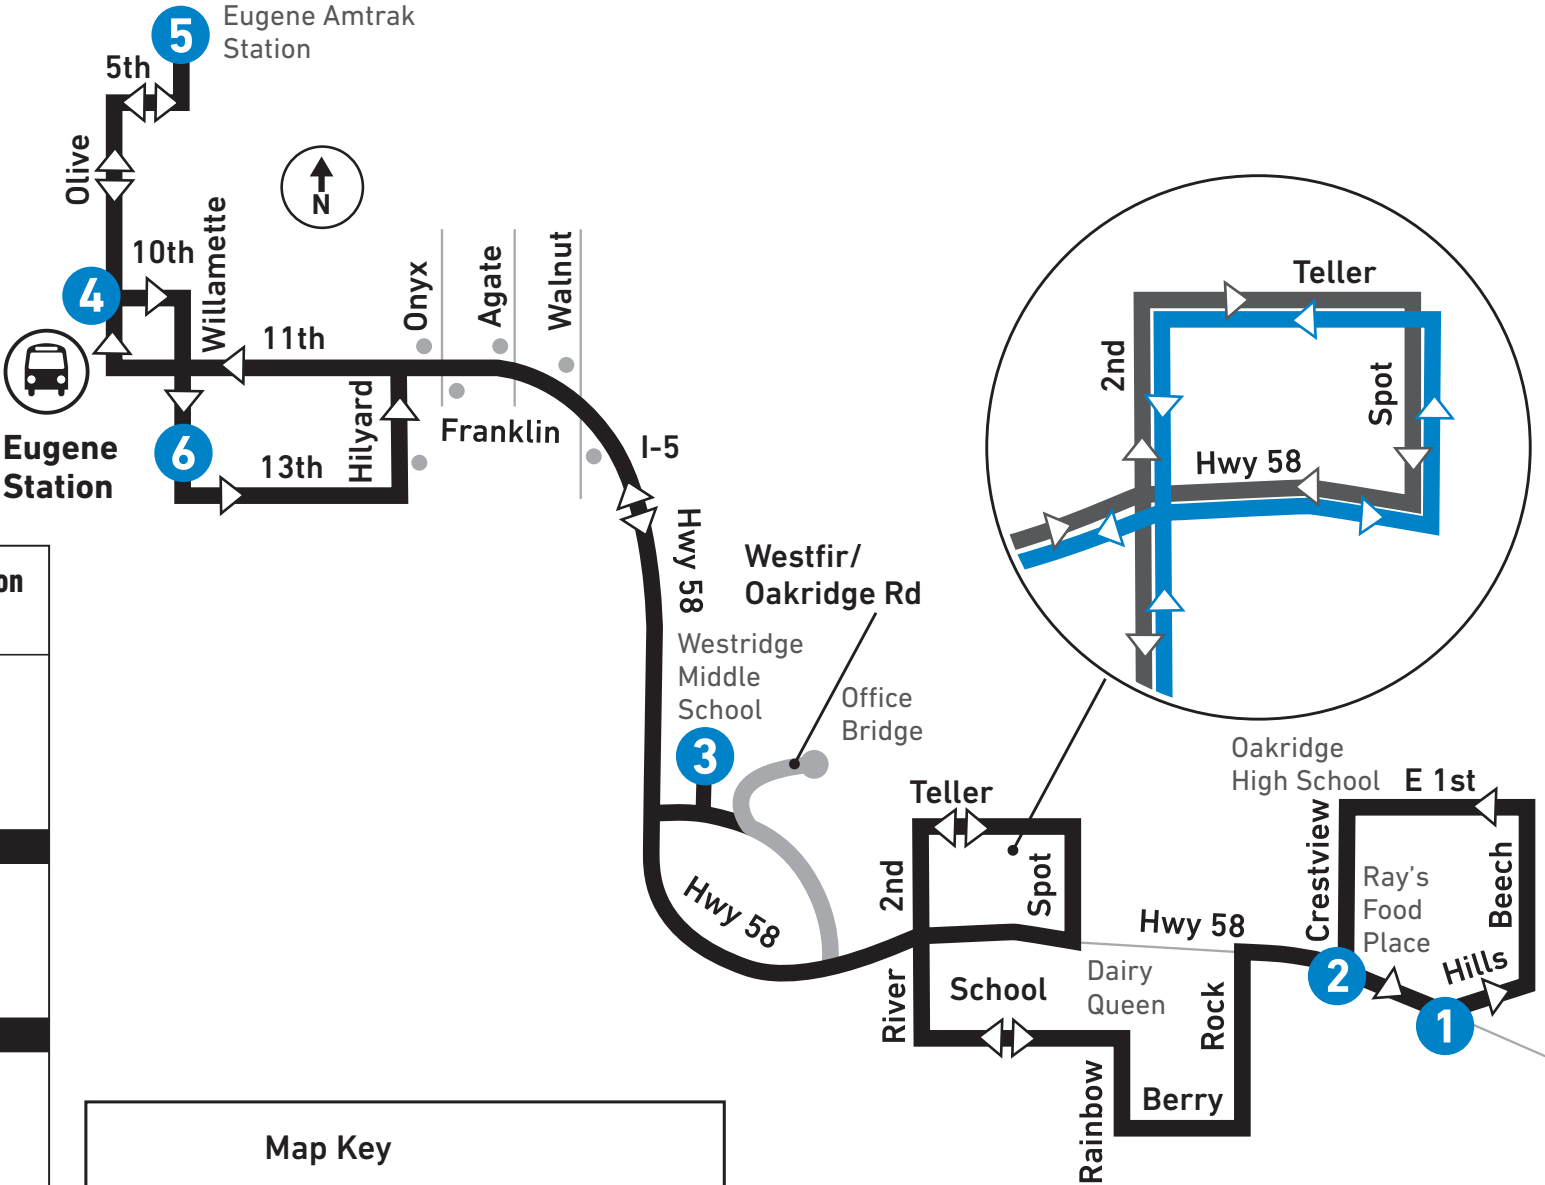 5
Eugene Amtrak
Station
5th
Olive
N
10th
Willamette
4
11th
Onyx
Agate
Walnut
Hilyard
Franklin
I-5
Eugene
Station
6
13th
Hwy 58
Westfir/
Oakridge Rd
Westridge
Middle
School
3
Office
Bridge
Hwy 58
Teller
2nd
Spot
Hwy 58
Teller
2nd
Spot
Hwy 58
River
School
Dairy
Queen
Rock
Rainbow
Berry
Oakridge
High School
E 1st
Crestview
Ray's
Food
Place
Beech
Hills
2
1
on
Map Key